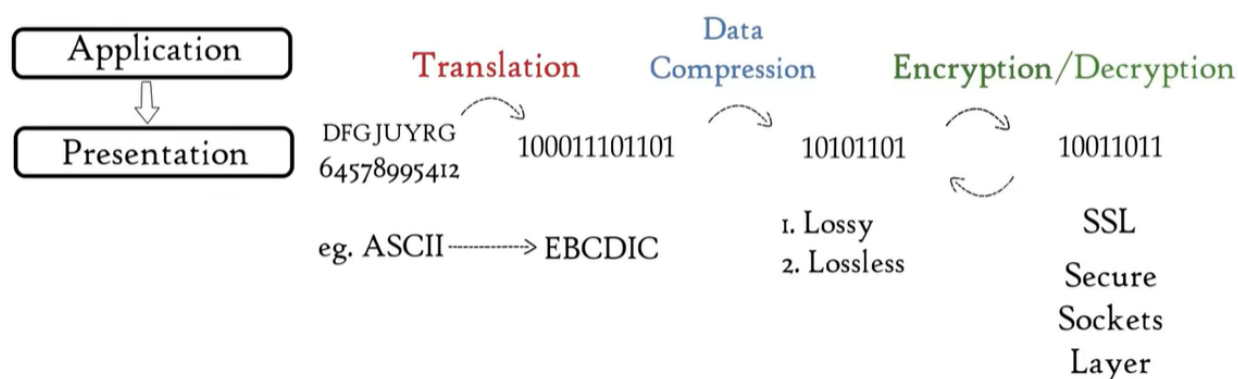 Application
Presentation
Translation
Data
Compression
Encryption/Decryption
DFGJUYRG
64578995412
100011101101
10101101
10011011
eg. ASCII
EBCDIC
1. Lossy
2. Lossless
SSL
Secure
Sockets
Layer